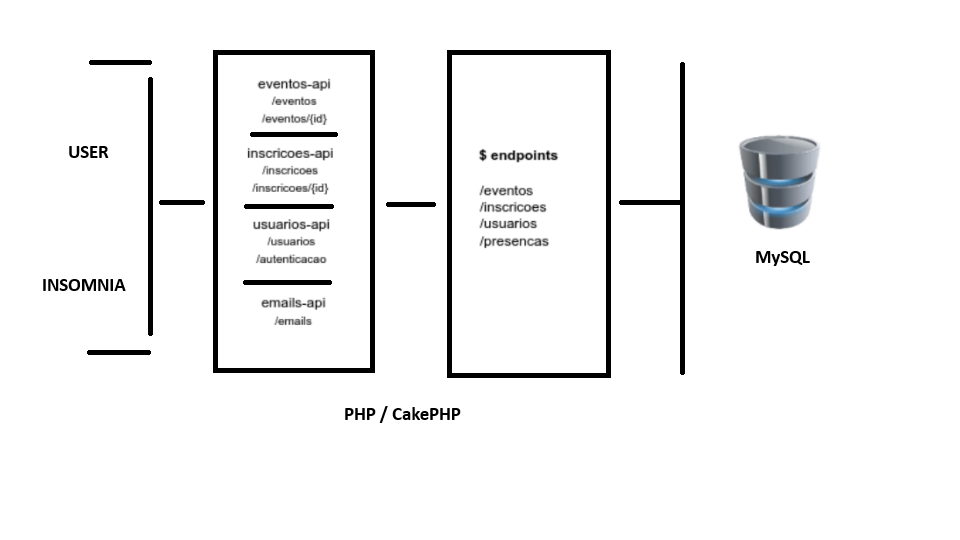 USER
INSOMNIA
eventos-api
/eventos
/eventos/{id}
inscricoes-api
/inscricoes
/inscricoes/{id}
usuarios-api
/usuarios
/autenticacao
emails-api
/emails
$ endpoints
/eventos
/inscricoes
/usuarios
/presencas
MySQL
PHP / CakePHP